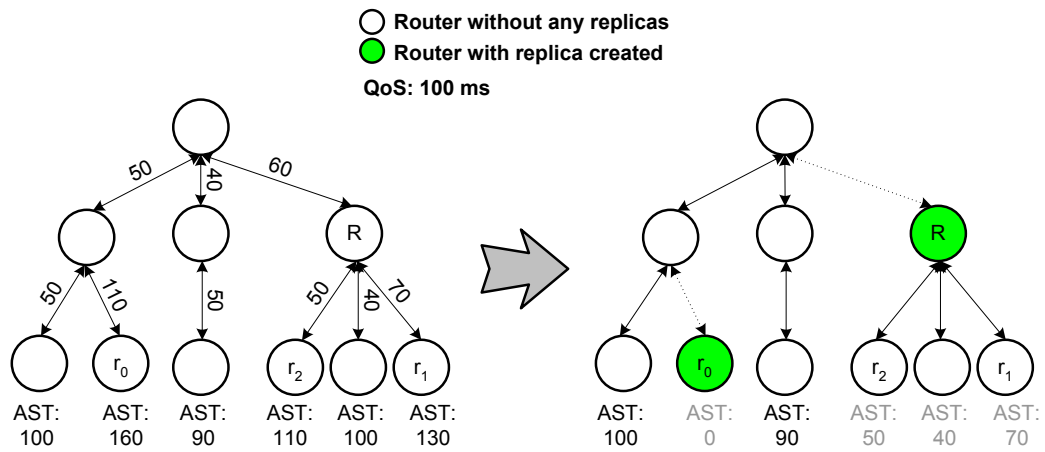 Router without any replicas
Router with replica created
QoS: 100 ms
50
40
60
R
R
50
110
50
50
40
70
r0
r2
r1
r0
r2
r1
AST: AST: AST: AST: AST: AST:
100 160 90 110 100 130
AST: AST: AST: AST: AST: AST:
100 0 90 50 40 70